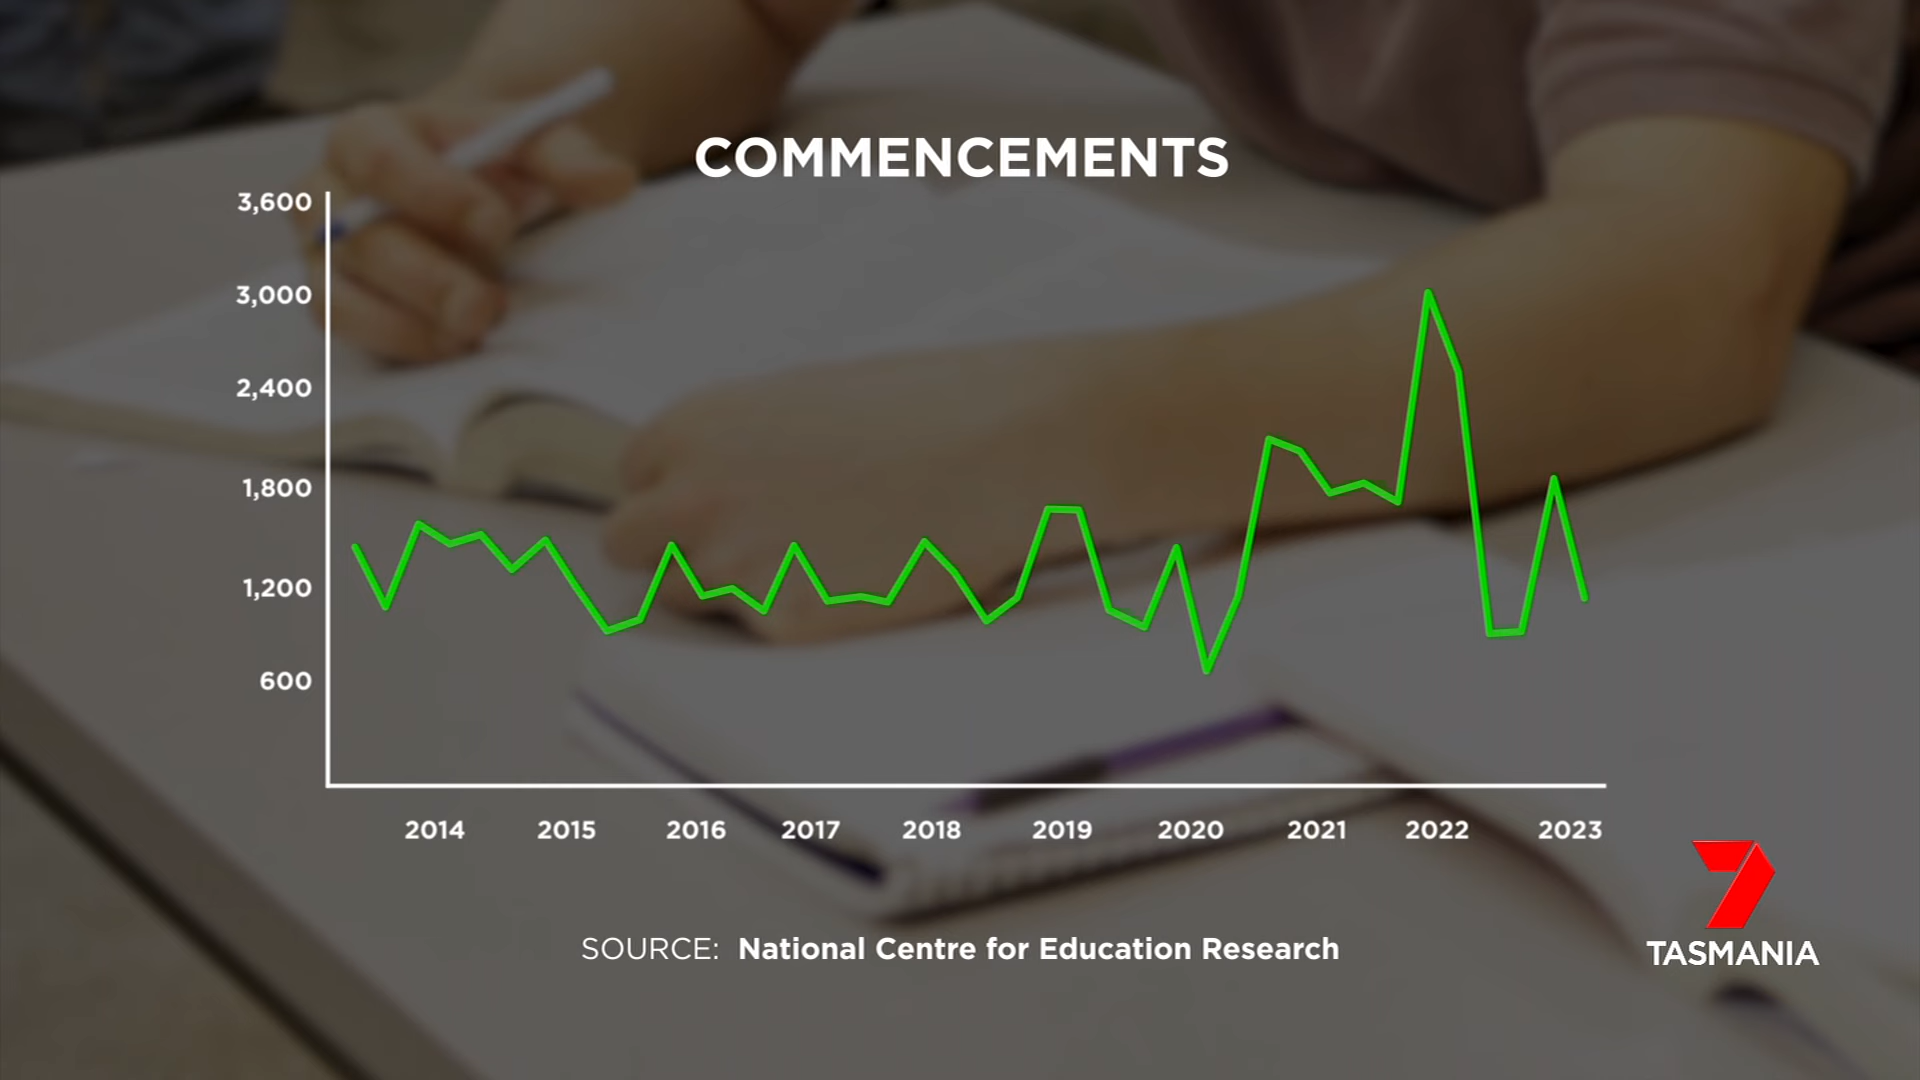 COMMENCEMENTS
3,600
3,000
2,400
1,800
1,200
600
2014 2015 2016 2017 2018 2019 2020 2021 2022 2023
SOURCE: National Centre for Education Research
7
TASMANIA